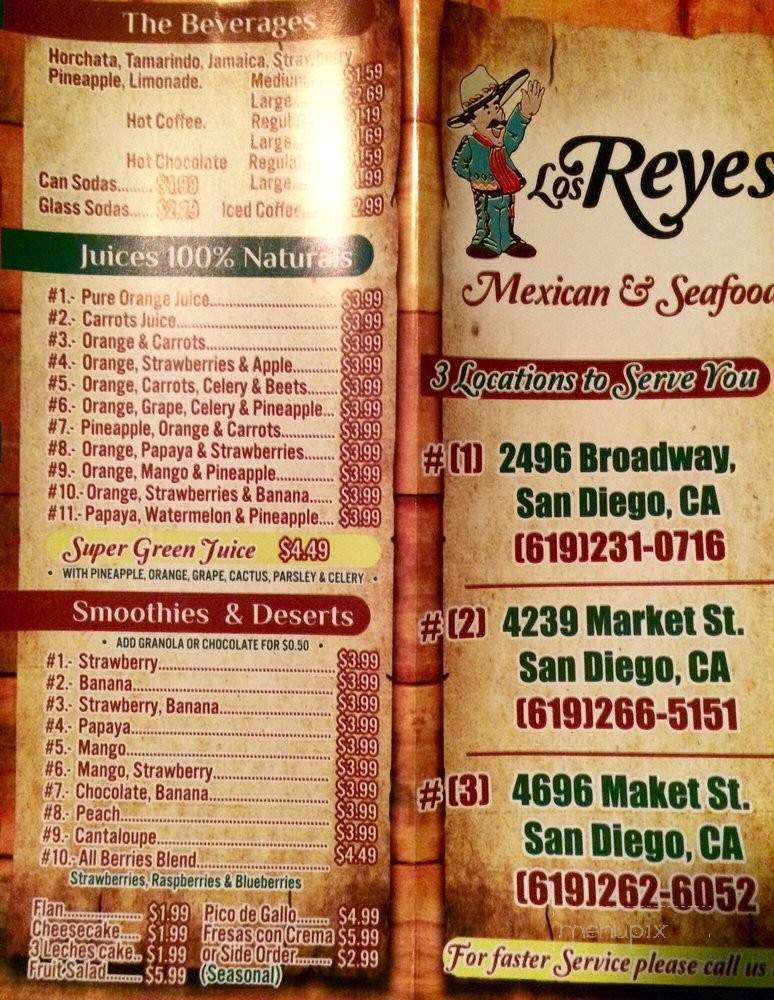 The Beverages
Horchata, Tamarindo, Jamaica,
Pineapple, Limonade. Medium
Large
Hot Coffee.
Large
Hot Chocolate
Can Sodas....... $1.99 Large
Glass Sodas..... $2.29 Iced Coffee 2.99
Juices 100% Naturals
#1.- Pure Orange Juice........................ $3.99
#2.- Carrots Juice............................... $3.99
#3.- Orange & Carrots......................... $3.99
#4.- Orange, Strawberries & Apple......... $3.99
#5.- Orange, Carrots, Celery & Beets...... $3.99
#6.- Orange, Grape, Celery & Pineapple.. $3.99
#7.- Pineapple, Orange & Carrots.......... $3.99
#8.- Orange, Papaya & Strawberries...... $3.99
#9.- Orange, Mango & Pineapple........... $3.99
#10.- Orange, Strawberries & Banana..... $3.99
#11.- Papaya, Watermelon & Pineapple... $3.99
Super Green Juice $4.49
• WITH PINEAPPLE, ORANGE, GRAPE, CACTUS, PARSLEY & CELERY •
Smoothies & Deserts
• ADD GRANOLA OR CHOCOLATE FOR $0.50 •
#1.- Strawberry................................ $3.99
#2.- Banana..................................... $3.99
#3.- Strawberry, Banana.................... $3.99
#4.- Papaya..................................... $3.99
#5.- Mango...................................... $3.99
#6.- Mango, Strawberry..................... $3.99
#7.- Chocolate, Banana..................... $3.99
#8.- Peach....................................... $3.99
#9.- Cantaloupe............................... $3.99
#10.- All Berries Blend....................... $4.49
Strawberries, Raspberries & Blueberries
Flan................ $1.99 Pico de Gallo....... $4.99
Cheesecake..... $1.99 Fresas con Crema $5.99
3 Leches cake.. $1.99 or Side Order....... $2.99
Fruit Salad........ $5.99 (Seasonal)
Los Reyes
Mexican & Seafood
3 Locations to Serve You
#(1) 2496 Broadway,
San Diego, CA
(619)231-0716
#(2) 4239 Market St.
San Diego, CA
(619)266-5151
#(3) 4696 Maket St.
San Diego, CA
(619)262-6052
menupix
For faster Service please call us